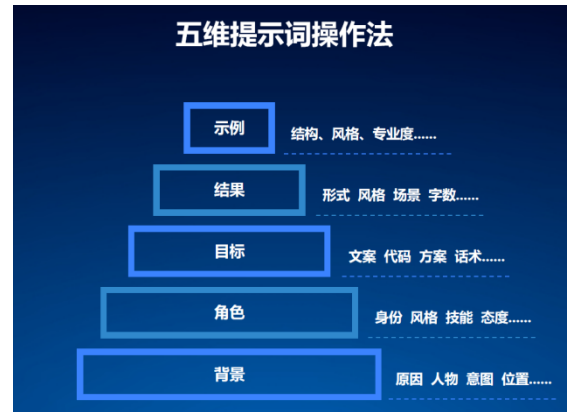 五维提示词操作法
示例
结构、风格、专业度......
结果
形式 风格 场景 字数......
目标
文案 代码 方案 话术......
角色
身份 风格 技能 态度......
背景
原因 人物 意图 位置......